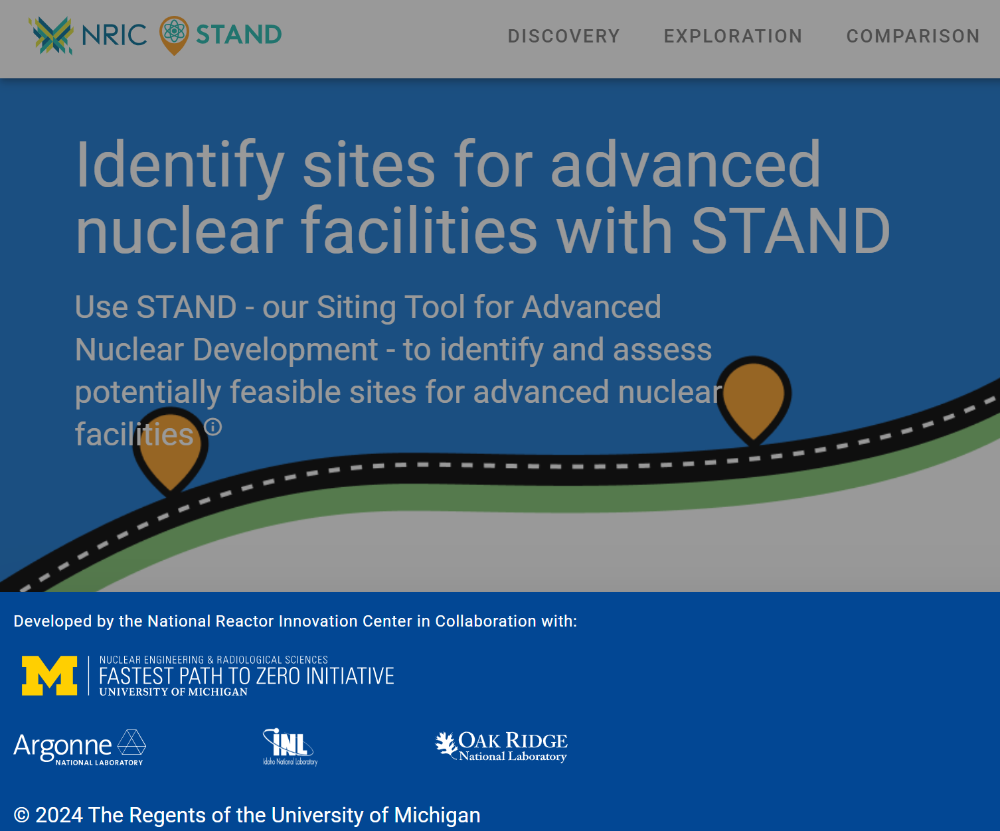 NRIC STAND
DISCOVERY EXPLORATION COMPARISON
Identify sites for advanced
nuclear facilities with STAND
Use STAND - our Siting Tool for Advanced
Nuclear Development - to identify and assess
potentially feasible sites for advanced nuclear
facilities
Developed by the National Reactor Innovation Center in Collaboration with:
M
NUCLEAR ENGINEERING & RADIOLOGICAL SCIENCES
FASTEST PATH TO ZERO INITIATIVE
UNIVERSITY OF MICHIGAN
Argonne
NATIONAL LABORATORY
INL
Idaho National Laboratory
OAK RIDGE
National Laboratory
© 2024 The Regents of the University of Michigan